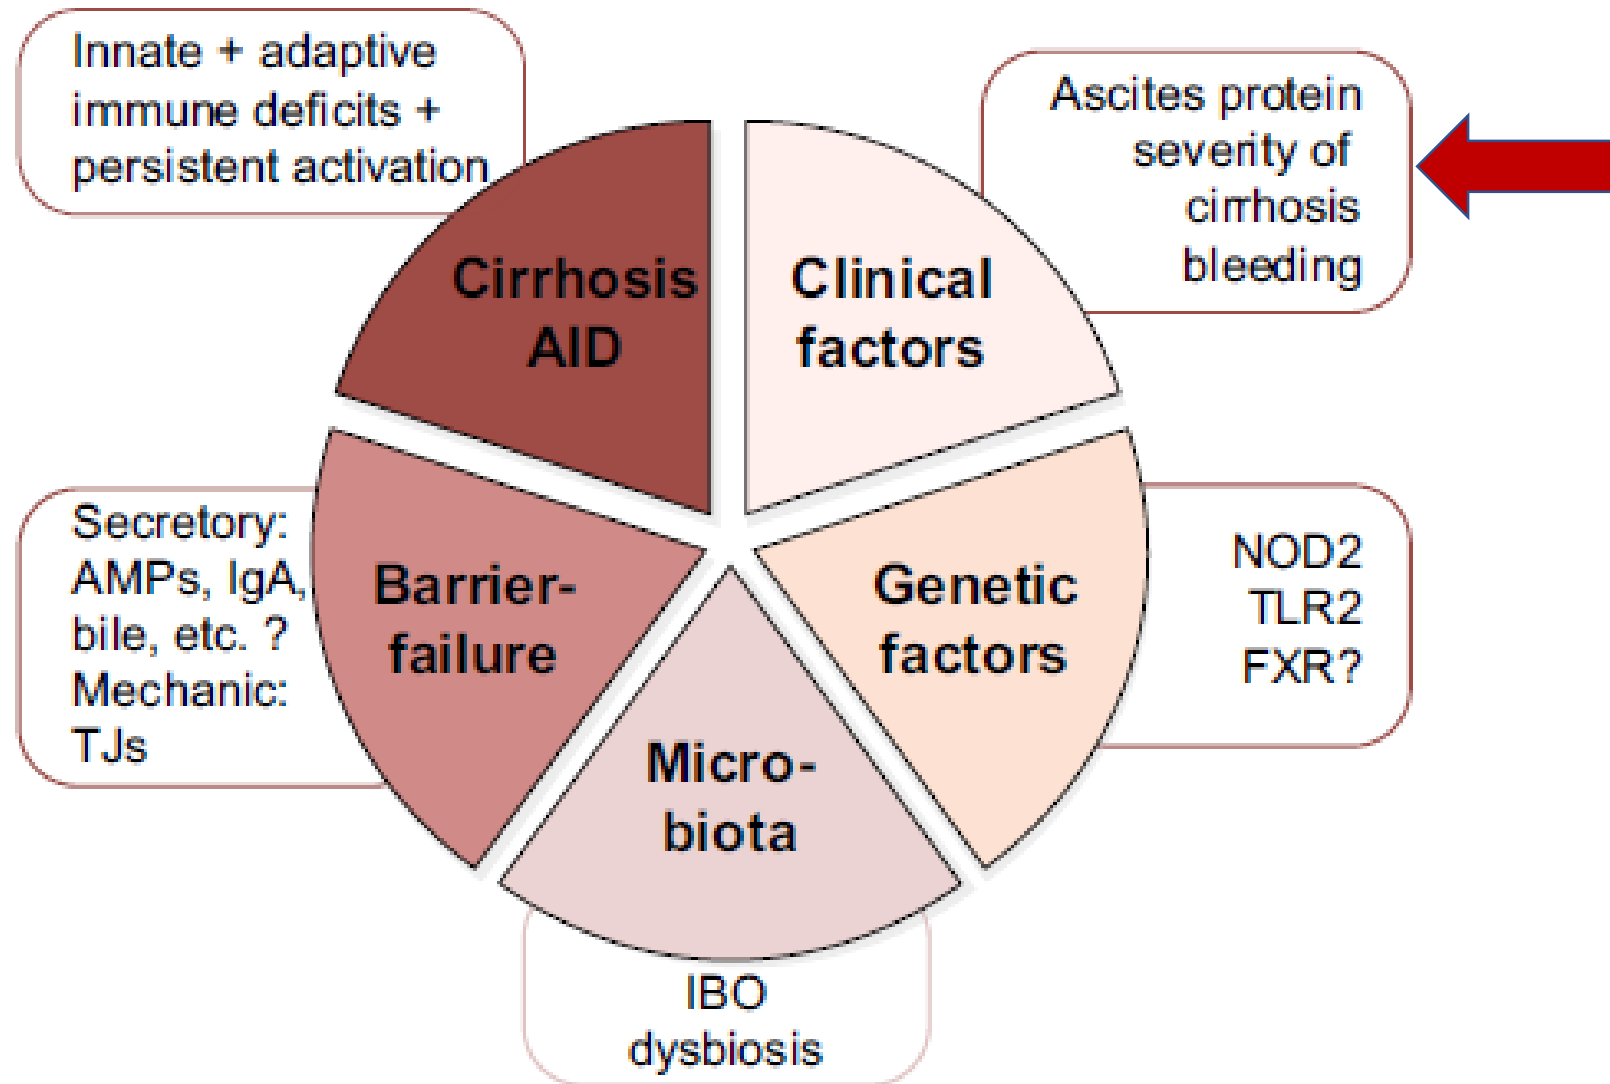 Innate + adaptive
immune deficits +
persistent activation
Ascites protein
severity of
cirrhosis
bleeding
Cirrhosis
AID
Clinical
factors
Secretory:
AMPs, IgA,
bile, etc. ?
Mechanic:
TJs
Barrier-
failure
Genetic
factors
NOD2
TLR2
FXR?
Micro-
biota
IBO
dysbiosis